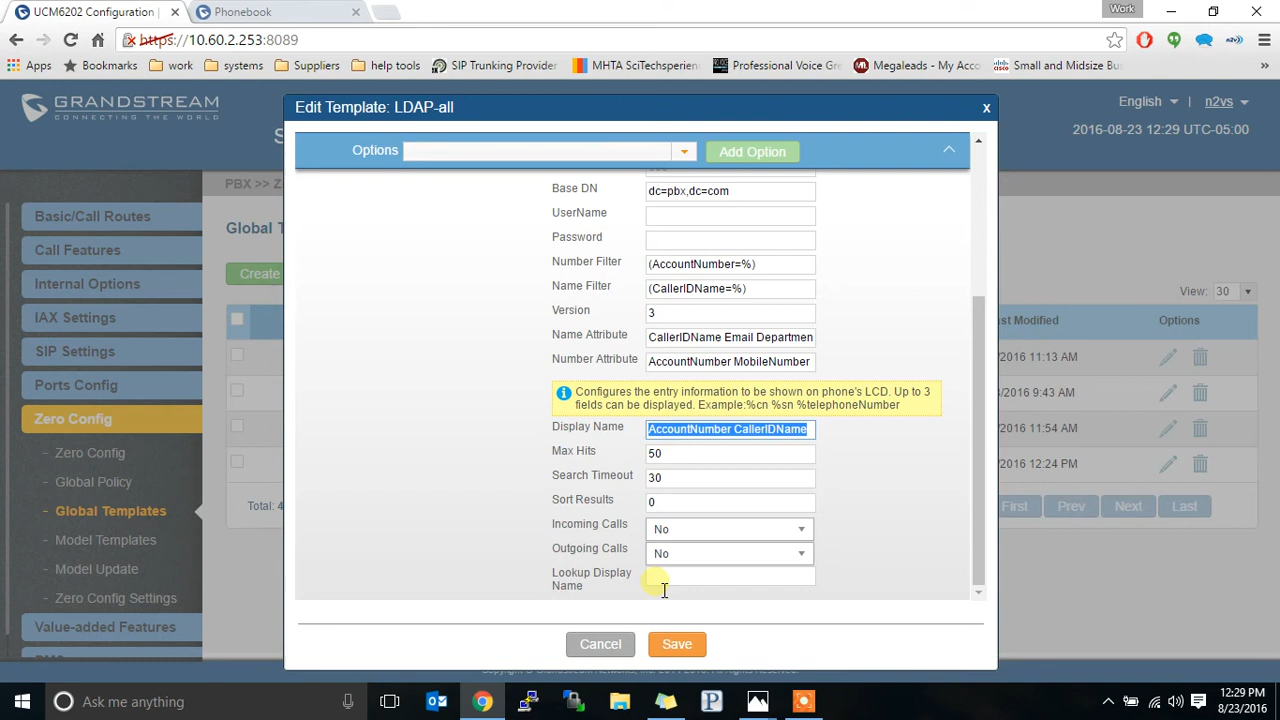 UCM6202 Configuration
Phonebook
Work
https://10.60.2.253:8089
Apps
Bookmarks
work
systems
Suppliers
help tools
SIP Trunking Provider
MHTA SciTechsperien
Professional Voice Gre
Megaleads - My Acco
Small and Midsize Bus
»
GRANDSTREAM
CONNECTING THE WORLD
English
n2vs
2016-08-23 12:29 UTC-05:00
Edit Template: LDAP-all
x
Options
Add Option
PBX >> Z
Basic/Call Routes
Call Features
Internal Options
IAX Settings
SIP Settings
Ports Config
Zero Config
- Zero Config
- Global Policy
- Global Templates
- Model Templates
- Model Update
- Zero Config Settings
Value-added Features
Global T
Create
Total: 4
Base DN
dc=pbx,dc=com
UserName
Password
Number Filter
(AccountNumber=%)
Name Filter
(CallerIDName=%)
Version
3
Name Attribute
CallerIDName Email Departmen
Number Attribute
AccountNumber MobileNumber
Configures the entry information to be shown on phone's LCD. Up to 3
fields can be displayed. Example:%cn %sn %telephoneNumber
Display Name
AccountNumber CallerIDName
Max Hits
50
Search Timeout
30
Sort Results
0
Incoming Calls
No
Outgoing Calls
No
Lookup Display
Name
Cancel
Save
View: 30
st Modified
Options
/2016 11:13 AM
3/2016 9:43 AM
/2016 11:54 AM
/2016 12:24 PM
First
Prev
Next
Last
Ask me anything
12:29 PM
8/23/2016